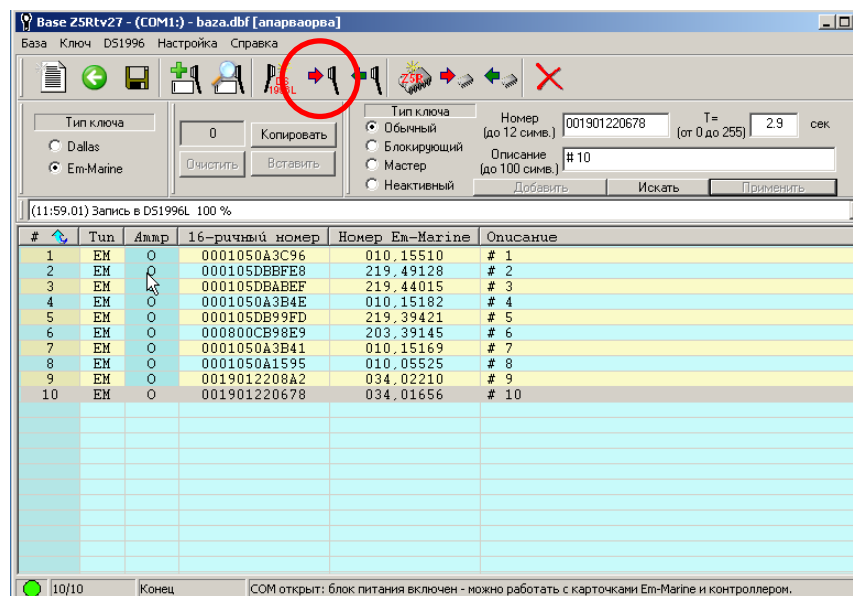 Base Z5Rtv27 - (COM1:) - baza.dbf [апарваорва]
База Ключ DS1996 Настройка Справка
DS 1996L Z5R
Тип ключа
Dallas
Em-Marine
0 Копировать
Очистить Вставить
Тип ключа
Обычный
Блокирующий
Мастер
Неактивный
Номер (до 12 симв.) 001901220678 T= (от 0 до 255) 2.9 сек
Описание (до 100 симв.) # 10
Добавить Искать Применить
(11:59.01) Запись в DS1996L 100 %
# Тип Аттр 16-ричный номер Номер Em-Marine Описание
1 EM O 0001050A3C96 010,15510 # 1
2 EM O 000105DBBFE8 219,49128 # 2
3 EM O 000105DBABEF 219,44015 # 3
4 EM O 0001050A3B4E 010,15182 # 4
5 EM O 000105DB99FD 219,39421 # 5
6 EM O 000800CB98E9 203,39145 # 6
7 EM O 0001050A3B41 010,15169 # 7
8 EM O 0001050A1595 010,05525 # 8
9 EM O 0019012208A2 034,02210 # 9
10 EM O 001901220678 034,01656 # 10
10/10 Конец COM открыт: блок питания включен - можно работать с карточками Em-Marine и контроллером.